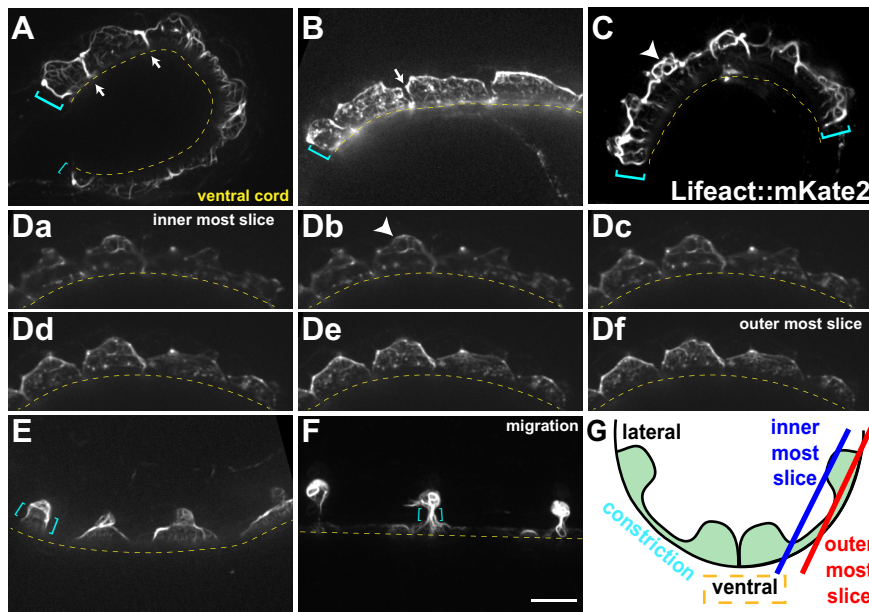 A
B
C
ventral cord
Lifeact::mKate2
Da
inner most slice
Db
Dc
Dd
De
Df
outer most slice
E
F
migration
G
lateral
inner
most
slice
constriction
ventral
outer
most
slice